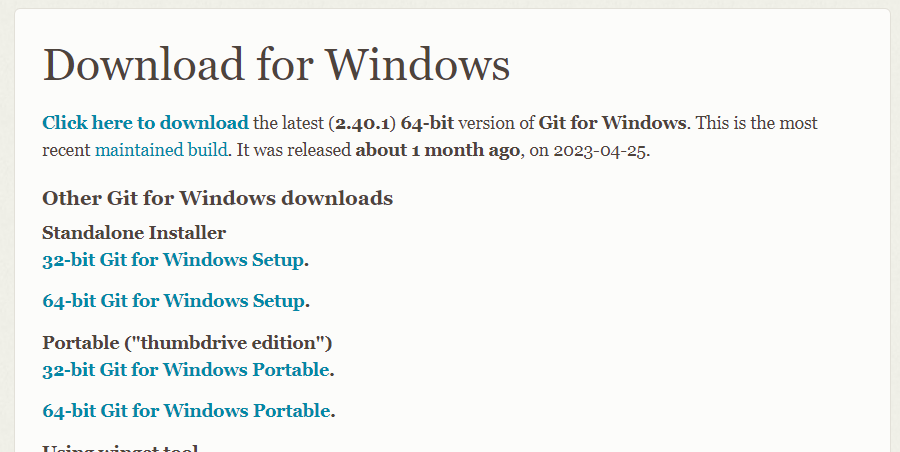 Download for Windows
Click here to download the latest (2.40.1) 64-bit version of Git for Windows. This is the most
recent maintained build. It was released about 1 month ago, on 2023-04-25.
Other Git for Windows downloads
Standalone Installer
32-bit Git for Windows Setup.
64-bit Git for Windows Setup.
Portable ("thumbdrive edition")
32-bit Git for Windows Portable.
64-bit Git for Windows Portable.
Using winget tool